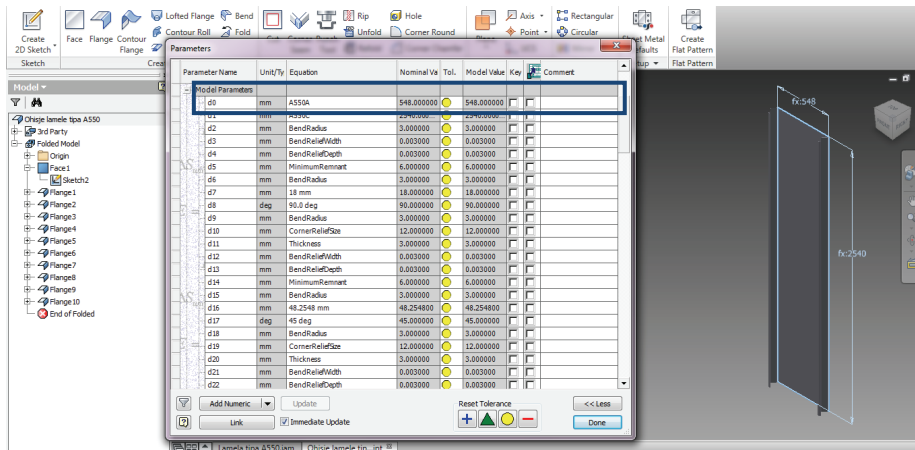 Lofted Flange Bend Rip Hole Axis Rectangular
Contour Roll Fold Unfold Corner Round Point Circular
Create
2D Sketch Face Flange Contour
Flange Sheet Metal
Defaults Create
Flat Pattern
Sketch Setup Flat Pattern
Parameters
Parameter Name Unit/Ty Equation Nominal Va Tol. Model Value Key Comment
Model Parameters
d0 mm A550A 548.000000 548.000000
d1 mm A550C 2540.000... 2540.000...
d2 mm BendRadius 3.000000 3.000000
d3 mm BendReliefWidth 0.003000 0.003000
d4 mm BendReliefDepth 0.003000 0.003000
d5 mm MinimumRemnant 6.000000 6.000000
d6 mm BendRadius 3.000000 3.000000
d7 mm 18 mm 18.000000 18.000000
d8 deg 90.0 deg 90.000000 90.000000
d9 mm BendRadius 3.000000 3.000000
d10 mm CornerReliefSize 12.000000 12.000000
d11 mm Thickness 3.000000 3.000000
d12 mm BendReliefWidth 0.003000 0.003000
d13 mm BendReliefDepth 0.003000 0.003000
d14 mm MinimumRemnant 6.000000 6.000000
d15 mm BendRadius 3.000000 3.000000
d16 mm 48.2548 mm 48.254800 48.254800
d17 deg 45 deg 45.000000 45.000000
d18 mm BendRadius 3.000000 3.000000
d19 mm CornerReliefSize 12.000000 12.000000
d20 mm Thickness 3.000000 3.000000
d21 mm BendReliefWidth 0.003000 0.003000
d22 mm BendReliefDepth 0.003000 0.003000
Add Numeric Update Reset Tolerance << Less
Link Immediate Update Done
Model
Ohisje lamele tipa A550
3rd Party
Folded Model
Origin
Face1
Sketch2
Flange1
Flange2
Flange3
Flange4
Flange5
Flange6
Flange7
Flange8
Flange9
Flange10
End of Folded
fx:548
fx:2540
Lamela tipa A550.iam Ohisje lamele tip...ipt